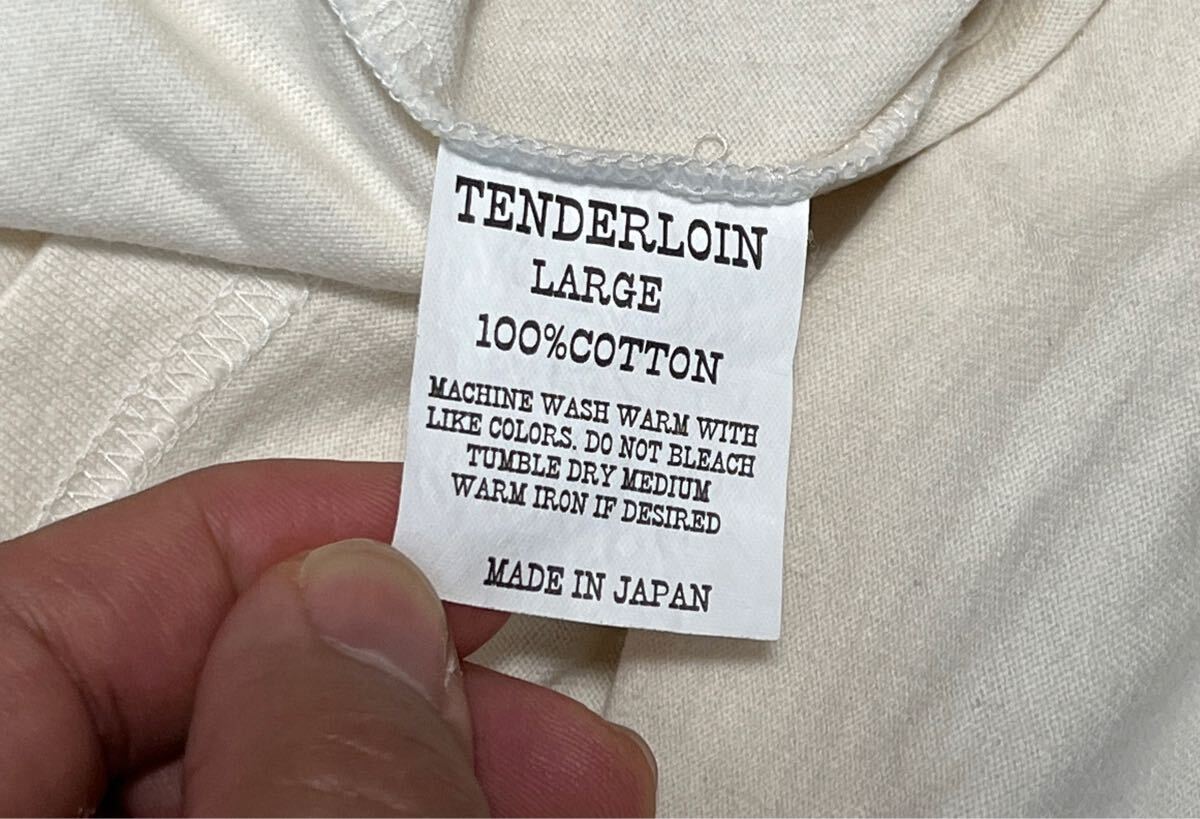 TENDERLOIN
LARGE
100%COTTON
MACHINE WASH WARM WITH
LIKE COLORS. DO NOT BLEACH
TUMBLE DRY MEDIUM
WARM IRON IF DESIRED
MADE IN JAPAN